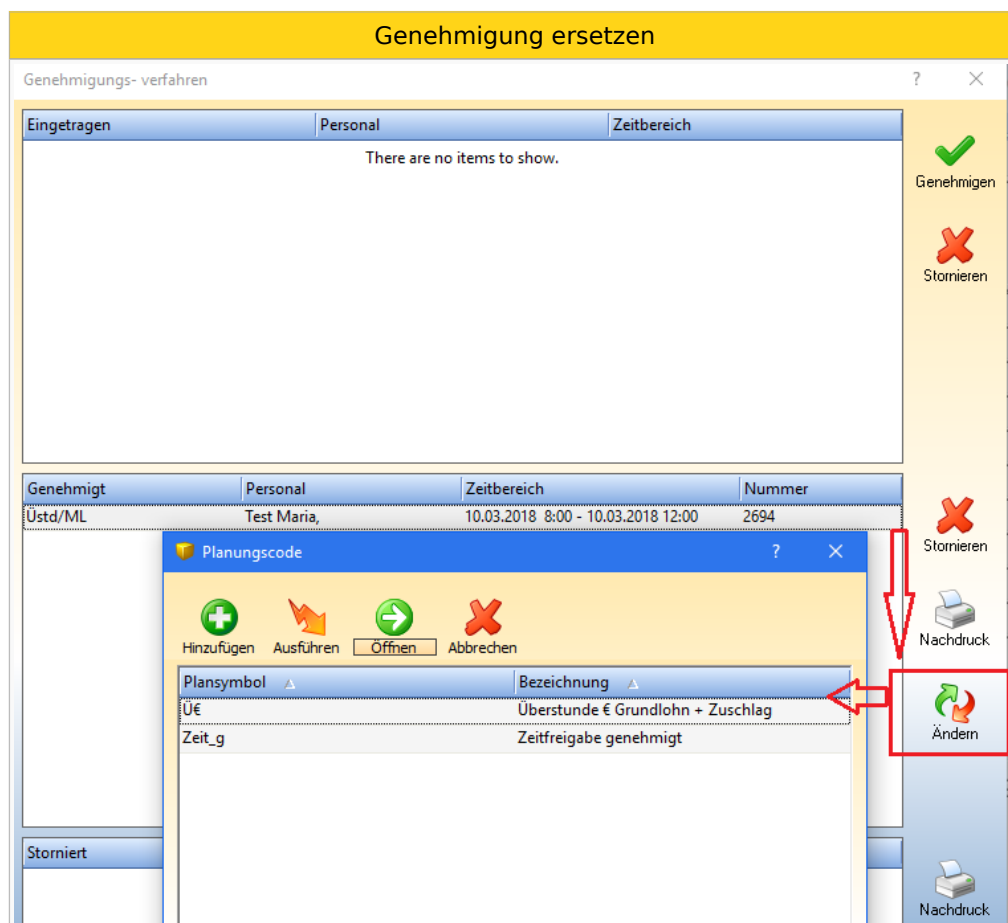 Genehmigung ersetzen
Genehmigungs- verfahren ?
Eingetragen Personal Zeitbereich
There are no items to show.
Genehmigen
Stornieren
Genehmigt Personal Zeitbereich Nummer
Üstd/ML Test Maria, 10.03.2018 8:00 - 10.03.2018 12:00 2694
Stornieren
Planungscode ?
Hinzufügen Ausführen Öffnen Abbrechen
Nachdruck
Plansymbol Bezeichnung
Ü€ Überstunde € Grundlohn + Zuschlag
Zeit_g Zeitfreigabe genehmigt
Ändern
Storniert
Nachdruck